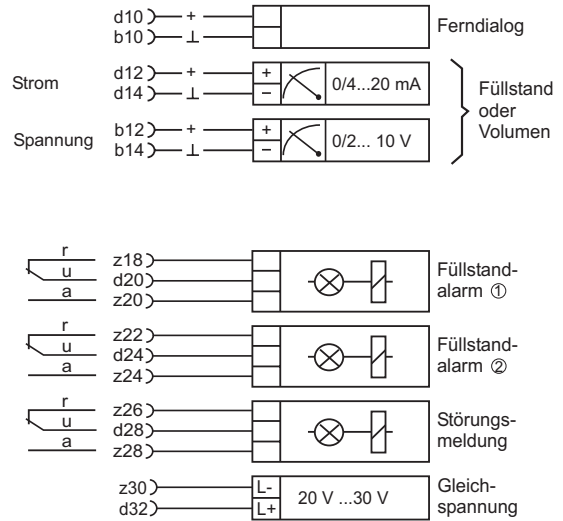 d10 + Ferndialog
b10 ⊥
Strom d12 + + 0/4...20 mA
d14 ⊥ −
Füllstand
oder
Volumen
Spannung b12 + + 0/2... 10 V
b14 ⊥ −
r z18
u d20
a z20
Füllstand-
alarm ①
r z22
u d24
a z24
Füllstand-
alarm ②
r z26
u d28
a z28
Störungs-
meldung
z30 L-
d32 L+
20 V ...30 V
Gleich-
spannung